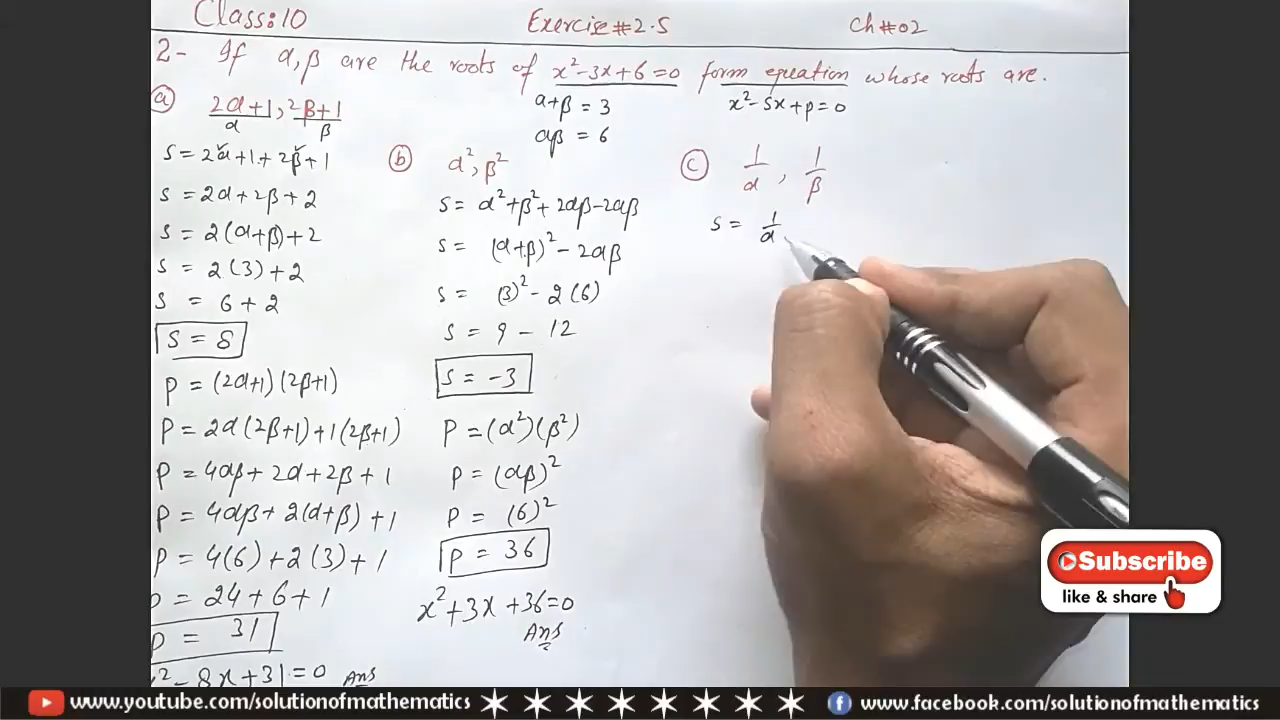 Class:10 Exercise#2.5 Ch#02
2- If α,β are the roots of x²-3x+6=0 form equation whose roots are.
α+β = 3
αβ = 6
x²-Sx+p=0
ⓐ 2α+1, 2β+1
α β
S = 2α+1+2β+1
S = 2α+2β+2
S = 2(α+β)+2
S = 2(3)+2
S = 6+2
S = 8
P = (2α+1)(2β+1)
P = 2α(2β+1)+1(2β+1)
P = 4αβ+2α+2β+1
P = 4αβ+2(α+β)+1
P = 4(6)+2(3)+1
P = 24+6+1
P = 31
x²-8x+31=0 Ans
ⓑ α², β²
S = α²+β²+2αβ-2αβ
S = (α+β)²-2αβ
S = (3)²-2(6)
S = 9-12
S = -3
P = (α²)(β²)
P = (αβ)²
P = (6)²
P = 36
x²+3x+36=0
Ans
ⓒ 1/α, 1/β
S = 1/α
Subscribe
like & share
www.youtube.com/solutionofmathematics www.facebook.com/solutionofmathematics